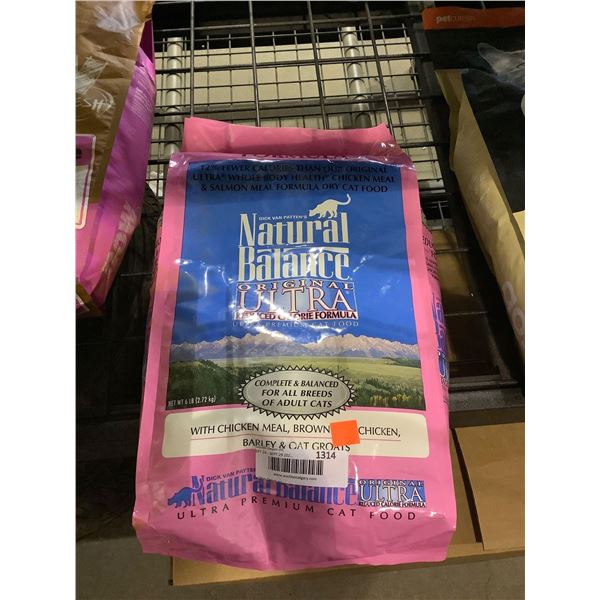 petcurean
12% FEWER CALORIES THAN OUR ORIGINAL
ULTRA® WHOLE BODY HEALTH® CHICKEN MEAL
& SALMON MEAL FORMULA DRY CAT FOOD
DICK VAN PATTEN'S
Natural
Balance
ORIGINAL
ULTRA
REDUCED CALORIE FORMULA
ULTRA PREMIUM CAT FOOD
COMPLETE & BALANCED
FOR ALL BREEDS
OF ADULT CATS
NET WT 6 LB (2.72 kg)
WITH CHICKEN MEAL, BROWN CHICKEN,
BARLEY & OAT GROATS
1314
DICK VAN PATTEN'S
Natural Balance
ORIGINAL
ULTRA
REDUCED CALORIE FORMULA
ULTRA PREMIUM CAT FOOD